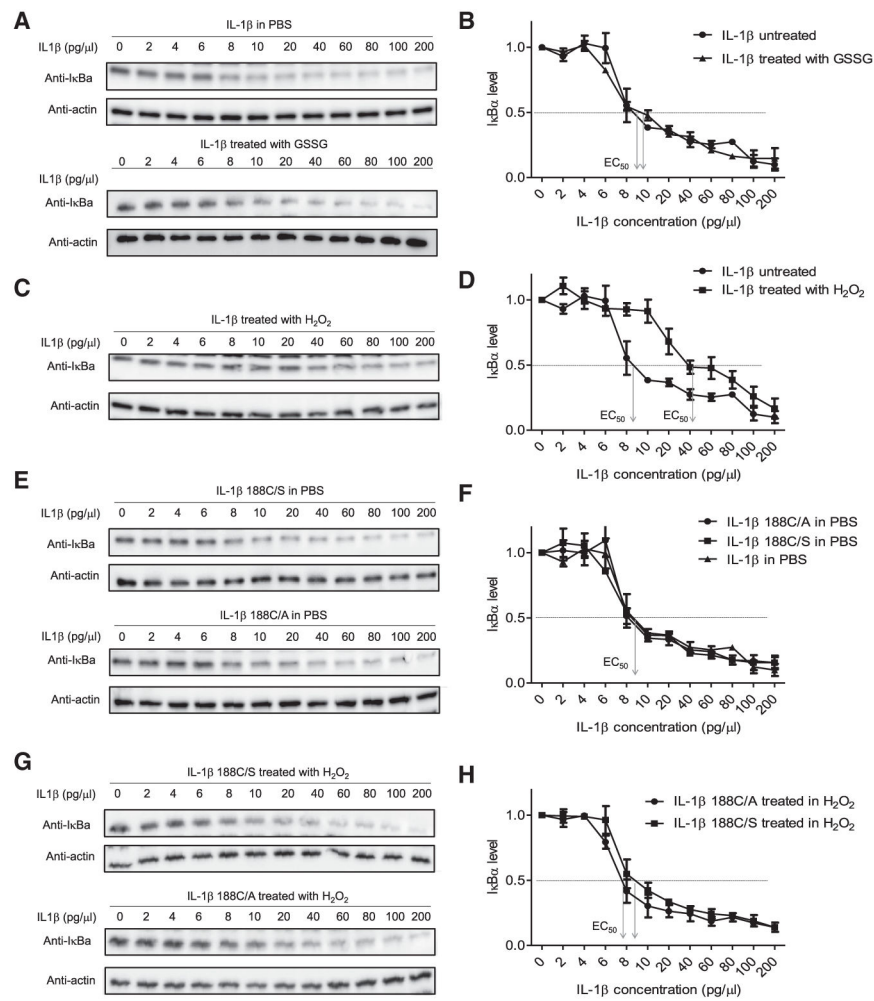 A
IL-1β in PBS
IL1β (pg/μl) 0 2 4 6 8 10 20 40 60 80 100 200
Anti-IκBa
Anti-actin
IL-1β treated with GSSG
0 2 4 6 8 10 20 40 60 80 100 200
IL1β (pg/μl)
Anti-IκBa
Anti-actin
B
IL-1β untreated
IL-1β treated with GSSG
IκBα level
1.0
0.5
0.0
EC50
0 2 4 6 8 10 20 40 60 80 100 200
IL-1β concentration (pg/μl)
C
IL-1β treated with H2O2
IL1β (pg/μl) 0 2 4 6 8 10 20 40 60 80 100 200
Anti-IκBa
Anti-actin
D
IL-1β untreated
IL-1β treated with H2O2
IκBα level
1.0
0.5
0.0
EC50 EC50
0 2 4 6 8 10 20 40 60 80 100 200
IL-1β concentration (pg/μl)
E
IL-1β 188C/S in PBS
IL1β (pg/μl) 0 2 4 6 8 10 20 40 60 80 100 200
Anti-IκBa
Anti-actin
IL-1β 188C/A in PBS
IL1β (pg/μl) 0 2 4 6 8 10 20 40 60 80 100 200
Anti-IκBa
Anti-actin
F
IL-1β 188C/A in PBS
IL-1β 188C/S in PBS
IL-1β in PBS
IκBα level
1.0
0.5
0.0
EC50
0 2 4 6 8 10 20 40 60 80 100 200
IL-1β concentration (pg/μl)
G
IL-1β 188C/S treated with H2O2
IL1β (pg/μl) 0 2 4 6 8 10 20 40 60 80 100 200
Anti-IκBa
Anti-actin
IL-1β 188C/A treated with H2O2
IL1β (pg/μl) 0 2 4 6 8 10 20 40 60 80 100 200
Anti-IκBa
Anti-actin
H
IL-1β 188C/A treated in H2O2
IL-1β 188C/S treated in H2O2
IκBα level
1.0
0.5
0.0
EC50
0 2 4 6 8 10 20 40 60 80 100 200
IL-1β concentration (pg/μl)